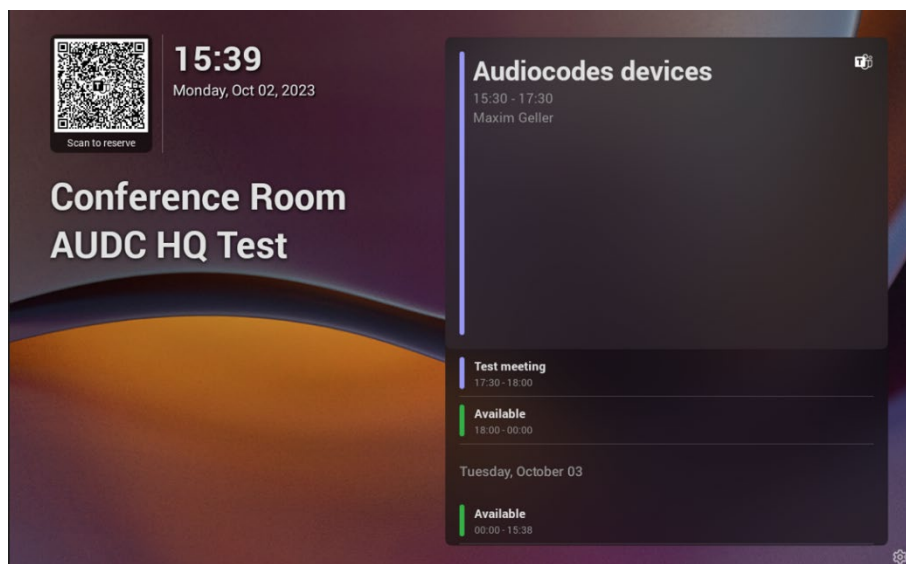 15:39
Monday, Oct 02, 2023
Scan to reserve
Conference Room
AUDC HQ Test
Audiocodes devices
15:30 - 17:30
Maxim Geller
Test meeting
17:30 - 18:00
Available
18:00 - 00:00
Tuesday, October 03
Available
00:00 - 15:38